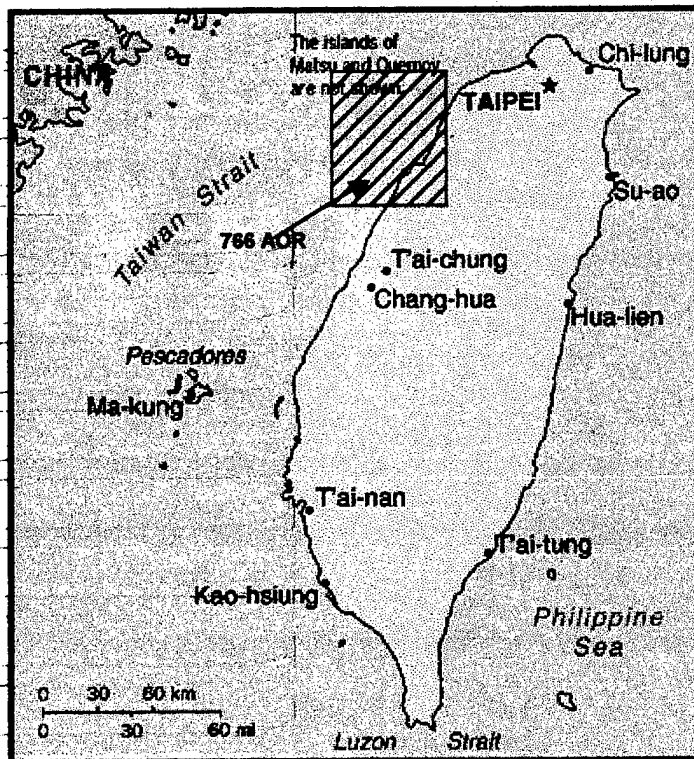 The islands of
Matsu and Quemoy
are not shown.
CHINA
Chi-lung
TAIPEI
Taiwan Strait
Su-ao
766 AOR
T'ai-chung
Chang-hua
Hua-lien
Pescadores
Ma-kung
T'ai-nan
T'ai-tung
Kao-hsiung
Philippine
Sea
0 30 60 km
0 30 60 mi
Luzon Strait